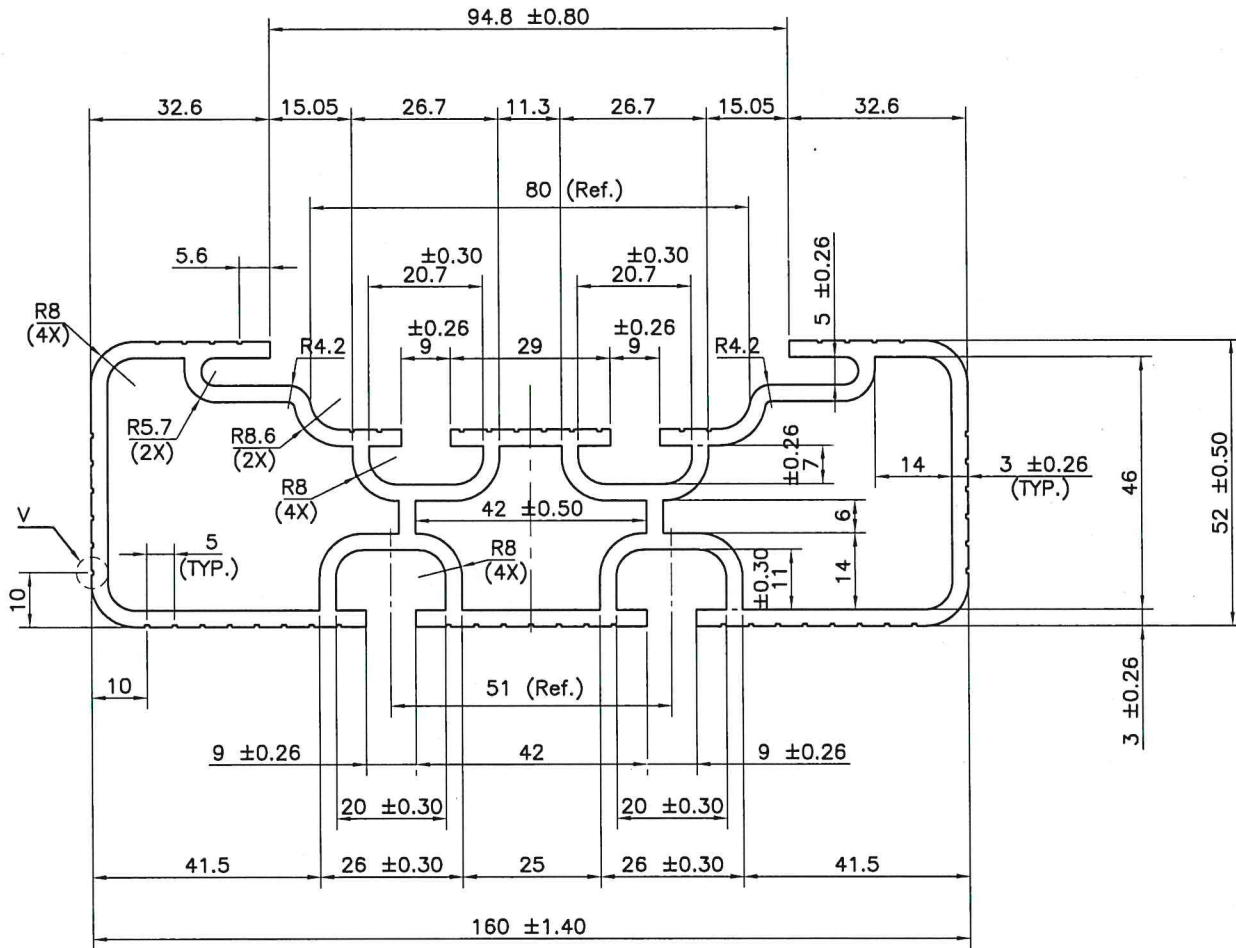 94.8 ±0.80
32.6 15.05 26.7 11.3 26.7 15.05 32.6
80 (Ref.)
5.6
±0.30
20.7
±0.30
20.7
5 ±0.26
R8
(4X)
R4.2
±0.26
9
29
±0.26
9
R4.2
R5.7
(2X)
R8.6
(2X)
R8
(4X)
±0.26
7
14
3 ±0.26
(TYP.)
46
52 ±0.50
V
5
(TYP.)
42 ±0.50
6
R8
(4X)
±0.30
11
14
10
10
51 (Ref.)
3 ±0.26
9 ±0.26
42
9 ±0.26
20 ±0.30
20 ±0.30
41.5 26 ±0.30 25 26 ±0.30 41.5
160 ±1.40